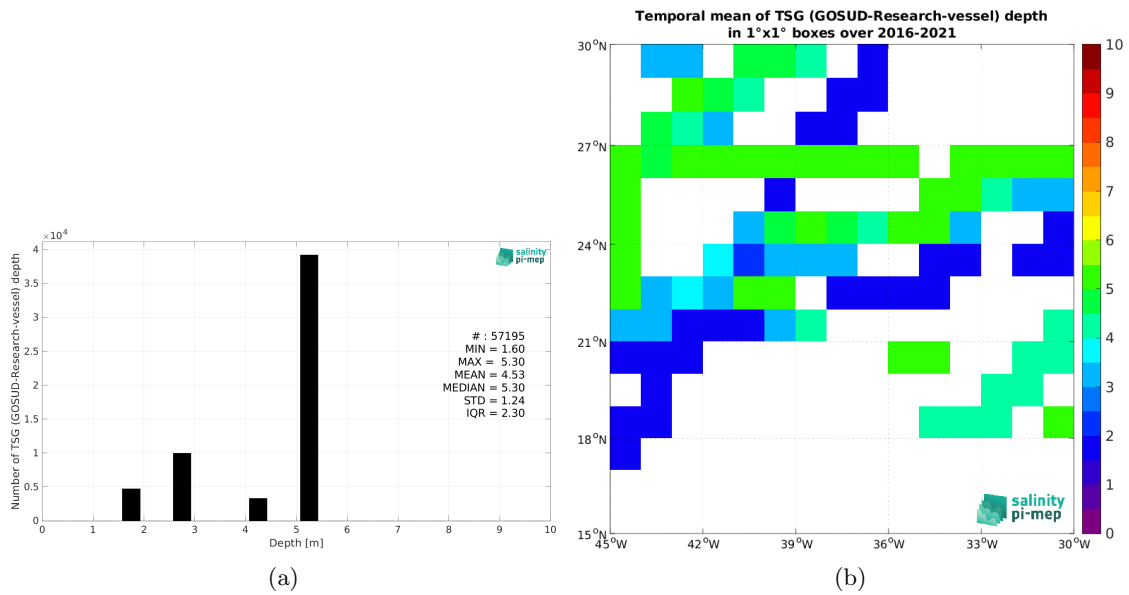 ×10⁴
4
3.5
3
2.5
2
1.5
1
0.5
0
Number of TSG (GOSUD-Research-vessel) depth
salinity
pi-mep
# : 57195
MIN = 1.60
MAX = 5.30
MEAN = 4.53
MEDIAN = 5.30
STD = 1.24
IQR = 2.30
0 1 2 3 4 5 6 7 8 9 10
Depth [m]
(a)
Temporal mean of TSG (GOSUD-Research-vessel) depth
in 1°x1° boxes over 2016-2021
30°N
27°N
24°N
21°N
18°N
15°N
45°W 42°W 39°W 36°W 33°W 30°W
salinity
pi-mep
10
9
8
7
6
5
4
3
2
1
0
(b)